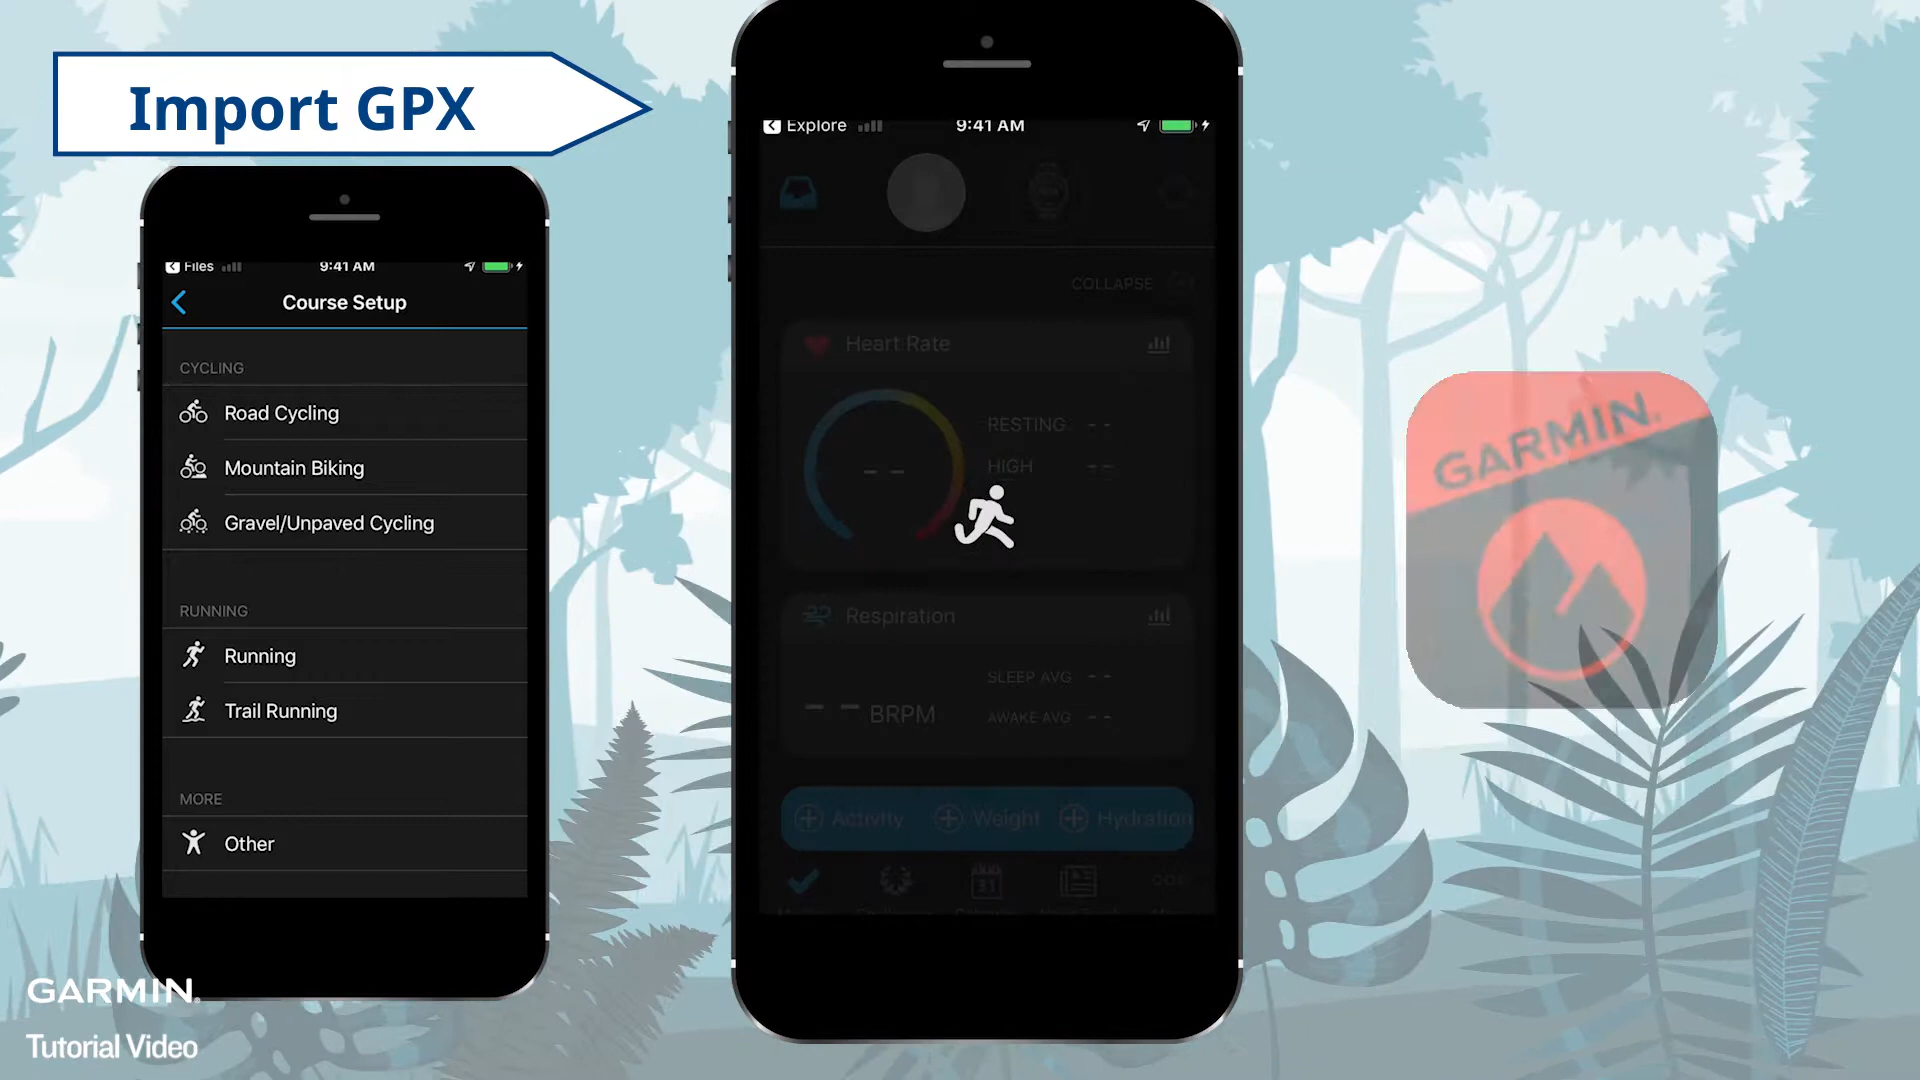 Import GPX
Files
9:41 AM
Course Setup
CYCLING
Road Cycling
Mountain Biking
Gravel/Unpaved Cycling
RUNNING
Running
Trail Running
MORE
Other
Explore
9:41 AM
COLLAPSE
Heart Rate
RESTING - -
HIGH - -
- -
Respiration
SLEEP AVG - -
- - BRPM
AWAKE AVG - -
Activity Weight Hydration
31
GARMIN.
GARMIN.
Tutorial Video